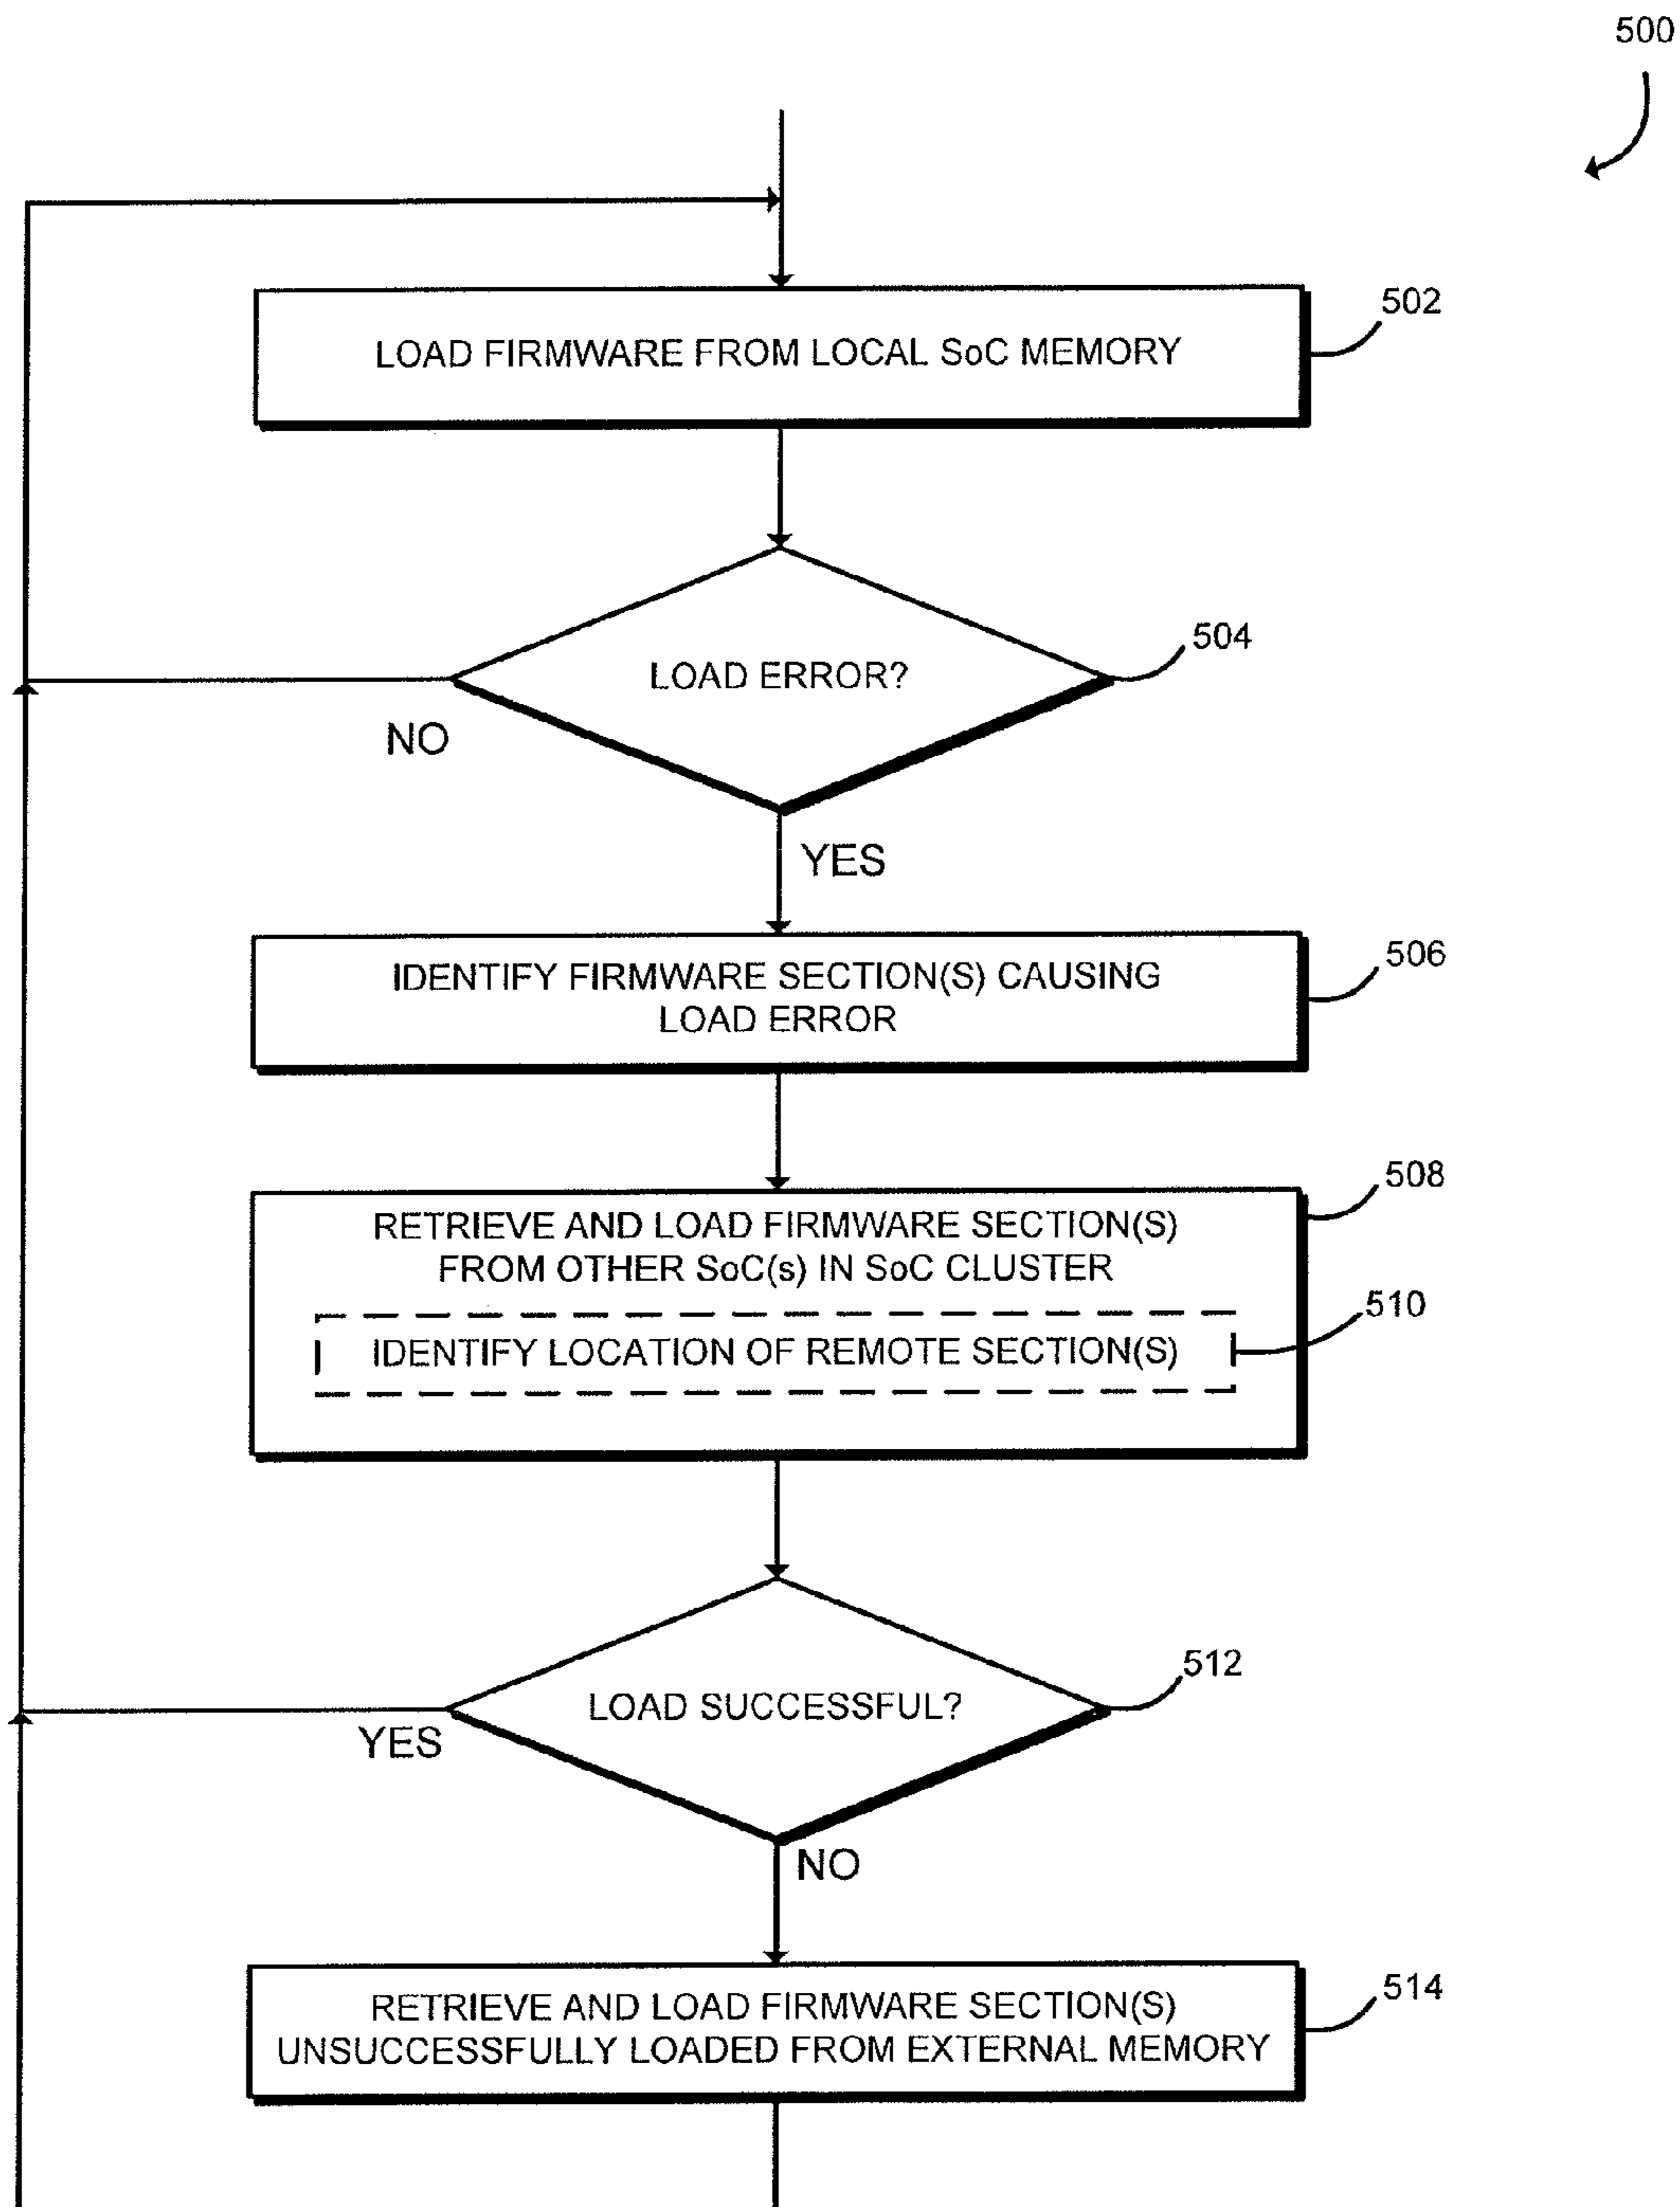 500
LOAD FIRMWARE FROM LOCAL SoC MEMORY
502
LOAD ERROR?
504
NO
YES
IDENTIFY FIRMWARE SECTION(S) CAUSING
LOAD ERROR
506
RETRIEVE AND LOAD FIRMWARE SECTION(S)
FROM OTHER SoC(s) IN SoC CLUSTER
508
IDENTIFY LOCATION OF REMOTE SECTION(S)
510
LOAD SUCCESSFUL?
512
YES
NO
RETRIEVE AND LOAD FIRMWARE SECTION(S)
UNSUCCESSFULLY LOADED FROM EXTERNAL MEMORY
514